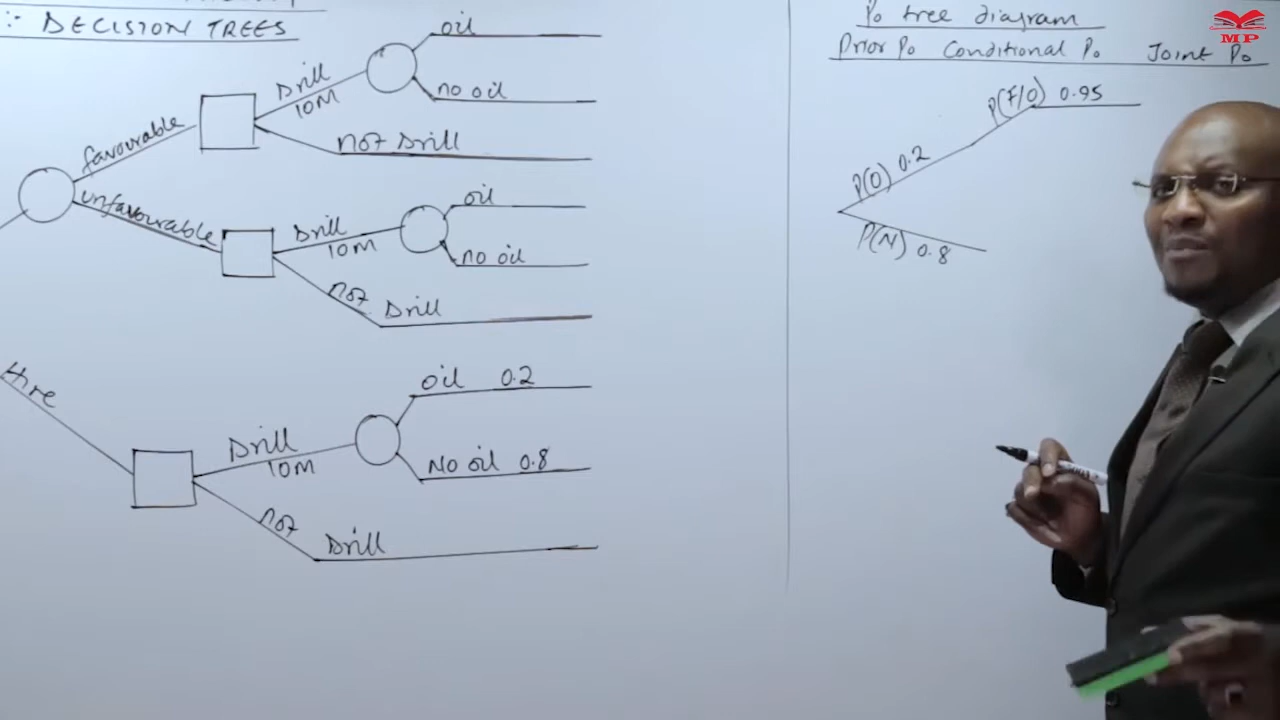 :- DECISION TREES
oil
Drill
10M
no oil
favourable
not Drill
unfavourable
oil
Drill
10M
no oil
not Drill
Hire
oil 0.2
Drill
10M
No oil 0.8
not Drill
Po tree diagram
Prior Po Conditional Po Joint Po
P(F/O) 0.95
P(O) 0.2
P(N) 0.8
MP